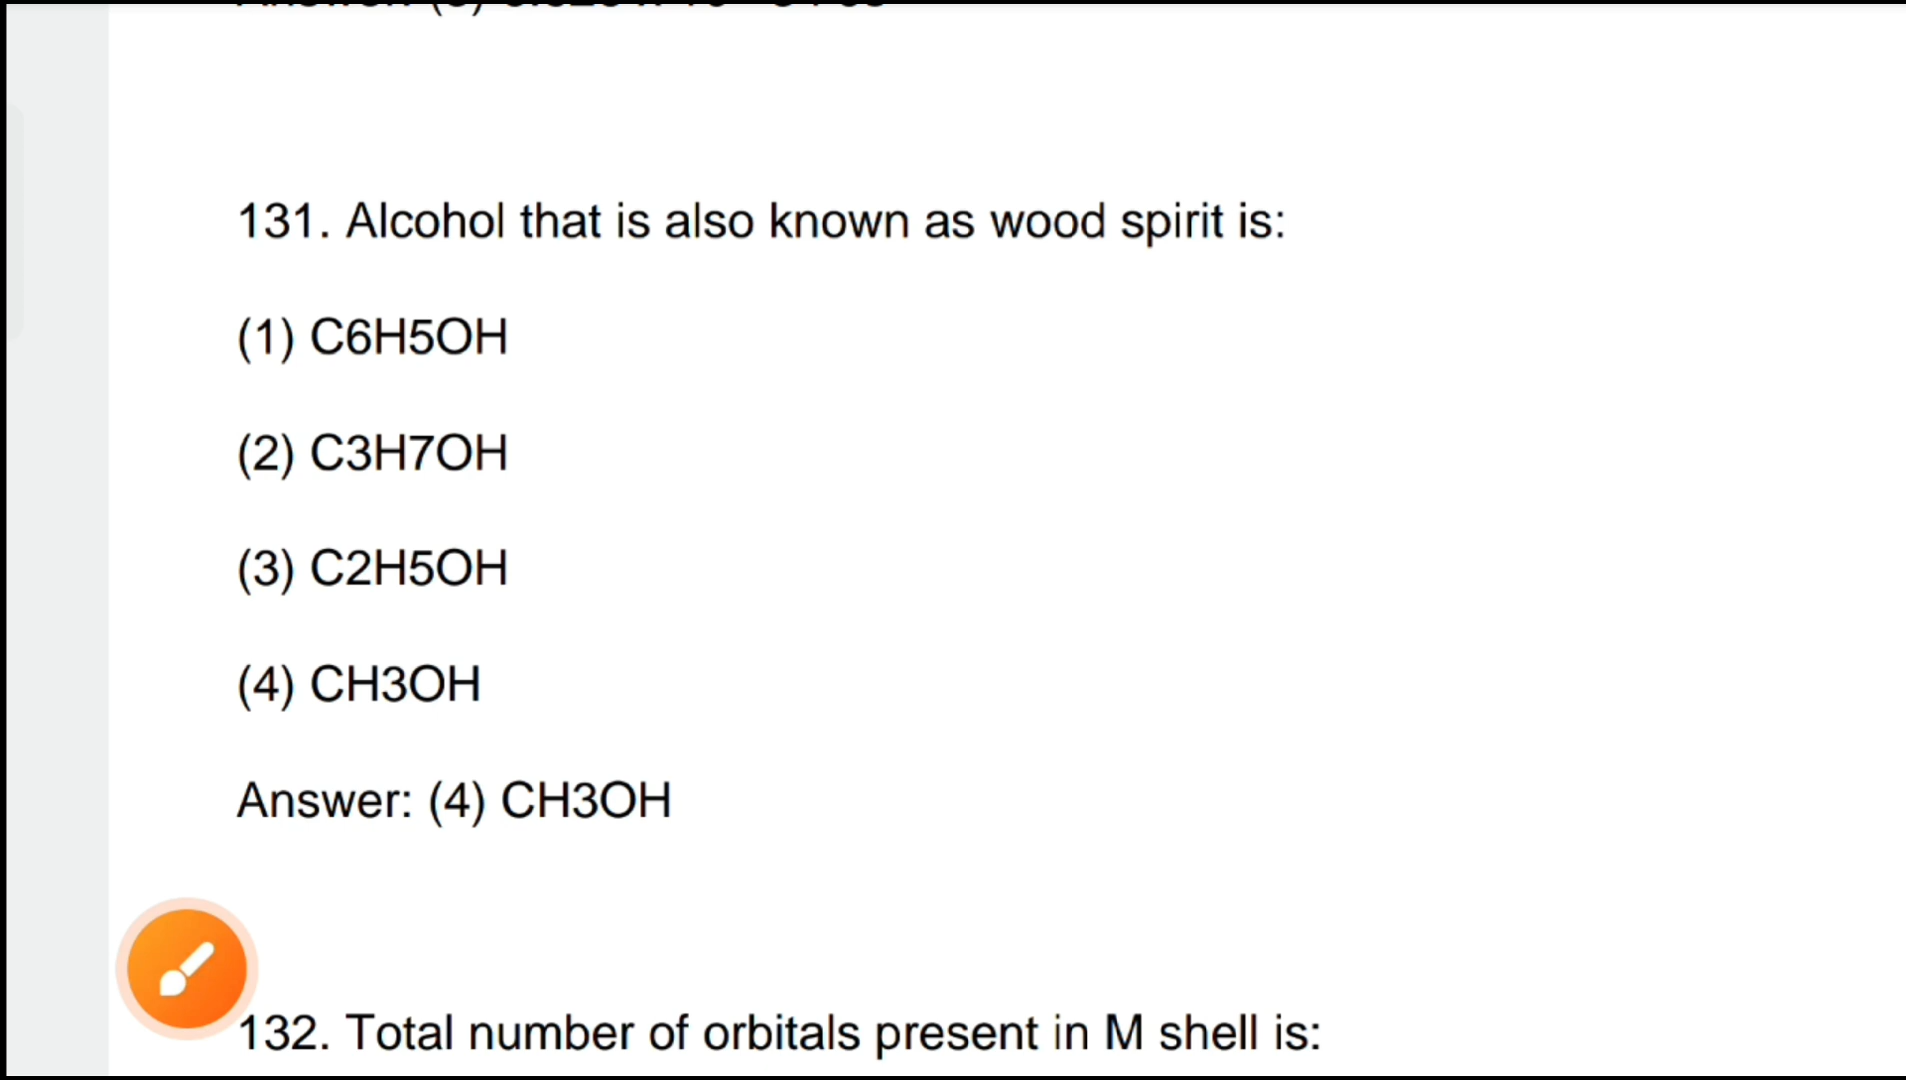 131. Alcohol that is also known as wood spirit is:
(1) C6H5OH
(2) C3H7OH
(3) C2H5OH
(4) CH3OH
Answer: (4) CH3OH
132. Total number of orbitals present in M shell is: